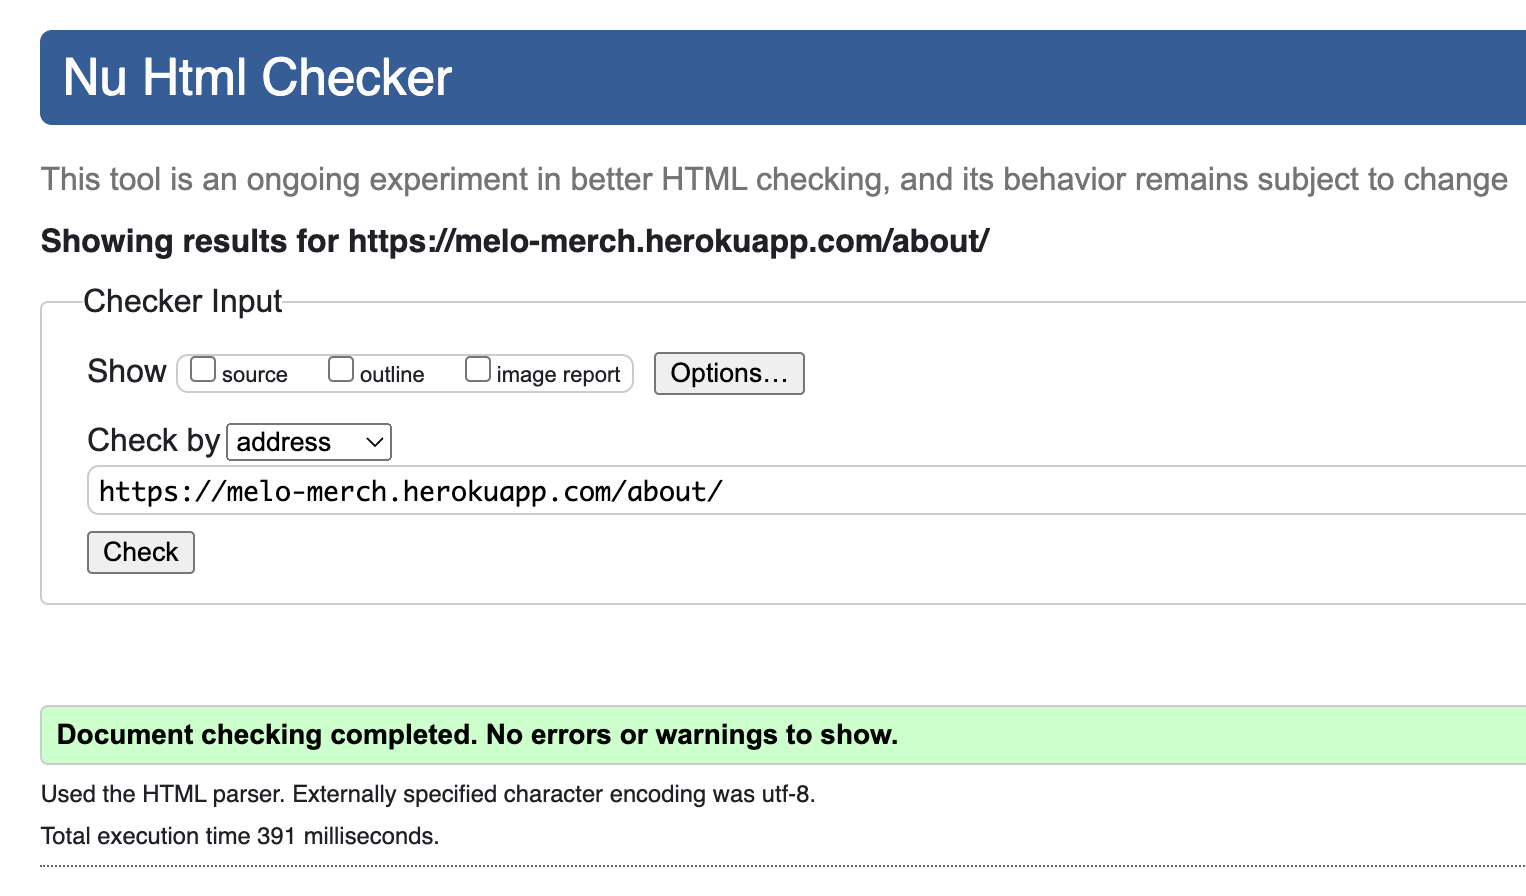 Nu Html Checker
This tool is an ongoing experiment in better HTML checking, and its behavior remains subject to change
Showing results for https://melo-merch.herokuapp.com/about/
Checker Input
Show source outline image report Options...
Check by address
https://melo-merch.herokuapp.com/about/
Check
Document checking completed. No errors or warnings to show.
Used the HTML parser. Externally specified character encoding was utf-8.
Total execution time 391 milliseconds.